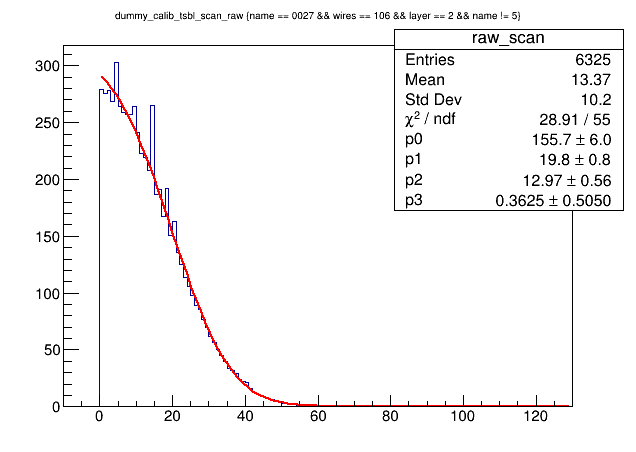 dummy_calib_tsbl_scan_raw {name == 0027 && wires == 106 && layer == 2 && name != 5}
raw_scan
Entries 6325
Mean 13.37
Std Dev 10.2
χ² / ndf 28.91 / 55
p0 155.7 ± 6.0
p1 19.8 ± 0.8
p2 12.97 ± 0.56
p3 0.3625 ± 0.5050
300
250
200
150
100
50
0
0 20 40 60 80 100 120